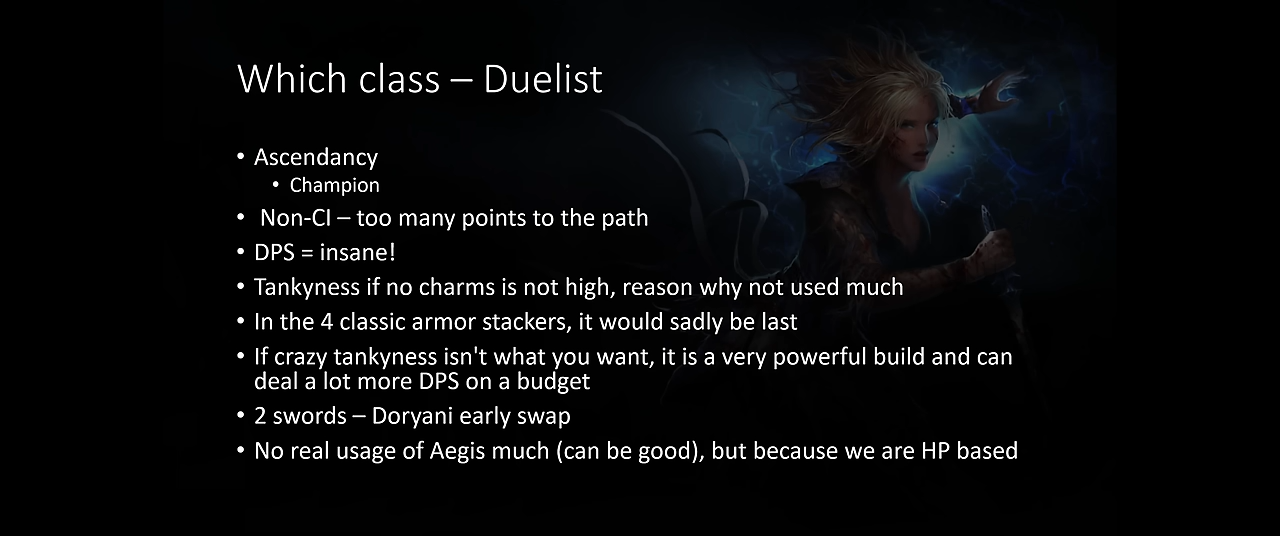 Which class – Duelist
• Ascendancy
• Champion
• Non-CI – too many points to the path
• DPS = insane!
• Tankyness if no charms is not high, reason why not used much
• In the 4 classic armor stackers, it would sadly be last
• If crazy tankyness isn't what you want, it is a very powerful build and can
deal a lot more DPS on a budget
• 2 swords – Doryani early swap
• No real usage of Aegis much (can be good), but because we are HP based